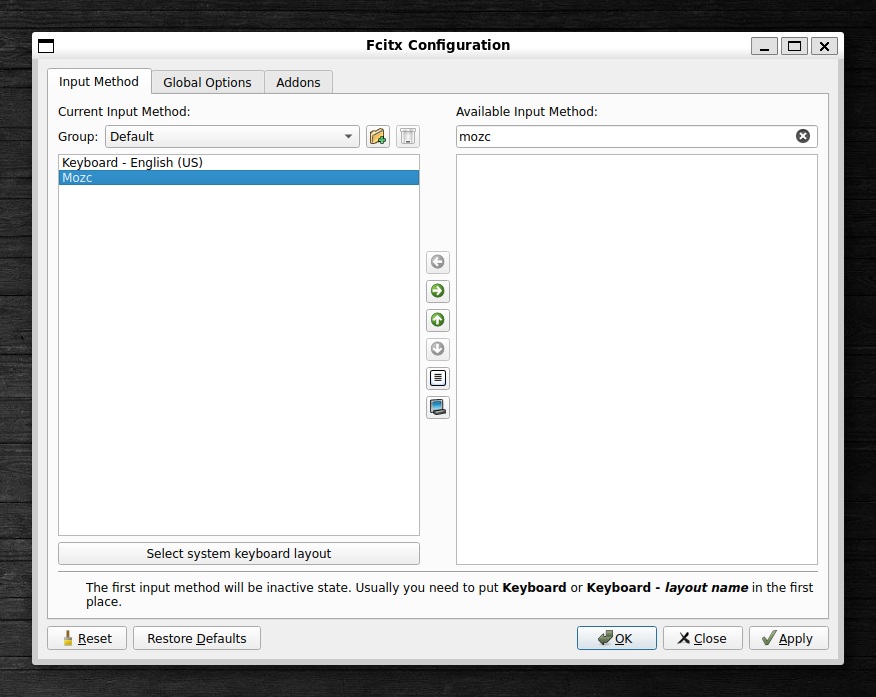 Fcitx Configuration
Input Method
Global Options
Addons
Current Input Method:
Available Input Method:
Group:
Default
mozc
Keyboard - English (US)
Mozc
Select system keyboard layout
The first input method will be inactive state. Usually you need to put Keyboard or Keyboard - layout name in the first
place.
Reset
Restore Defaults
OK
Close
Apply